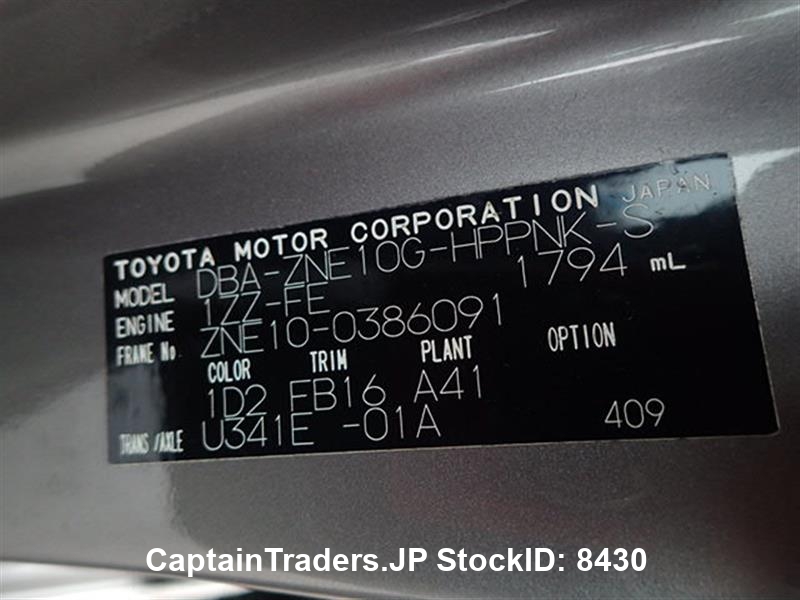 TOYOTA MOTOR CORPORATION JAPAN
MODEL DBA-ZNE10G-HPPNK-S
ENGINE 1ZZ-FE 1794 mL
FRAME No. ZNE10-0386091
COLOR TRIM PLANT OPTION
1D2 FB16 A41
TRANS/AXLE U341E -01A 409
CaptainTraders.JP StockID: 8430